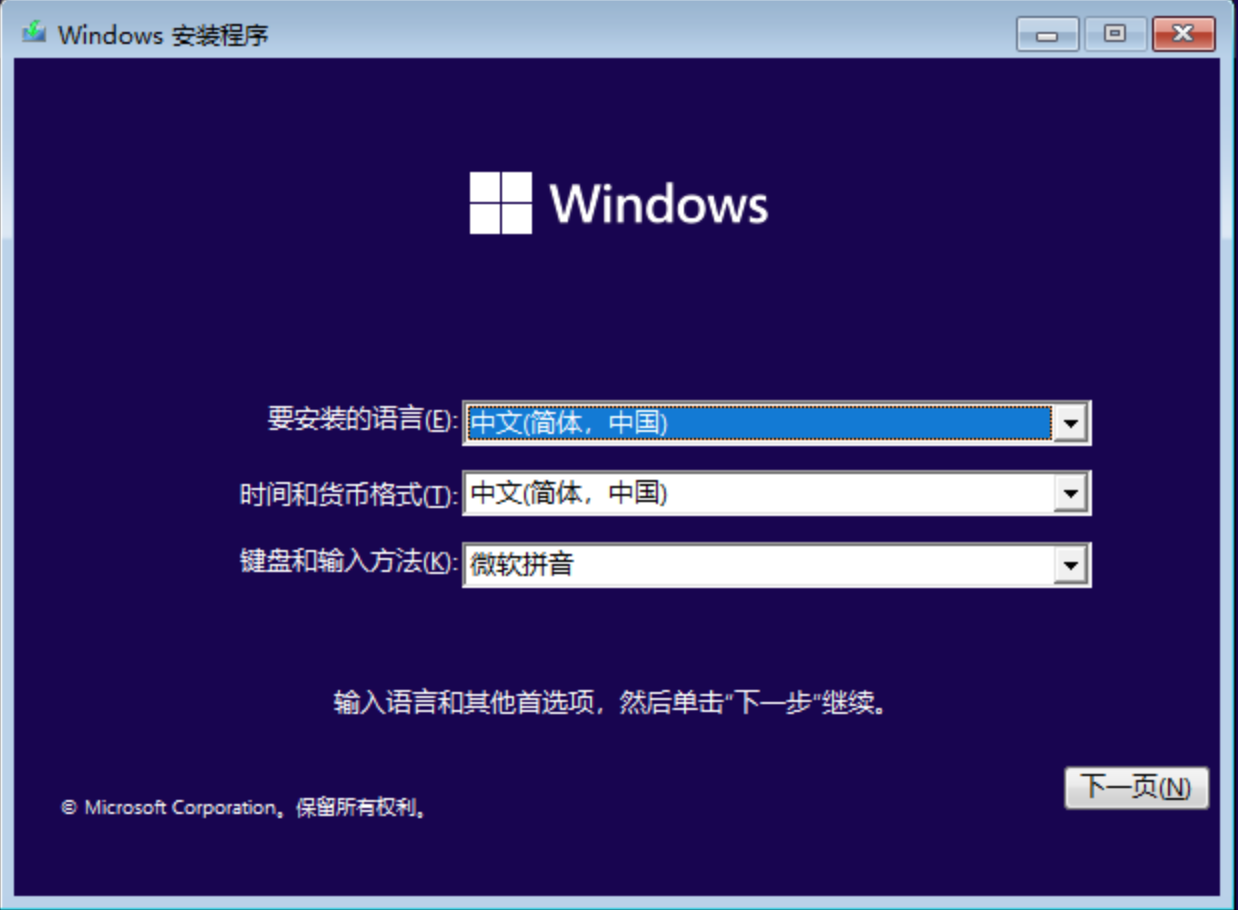 Windows 安装程序
Windows
要安装的语言(E): 中文(简体，中国)
时间和货币格式(T): 中文(简体，中国)
键盘和输入方法(K): 微软拼音
输入语言和其他首选项，然后单击“下一步”继续。
下一页(N)
© Microsoft Corporation。保留所有权利。